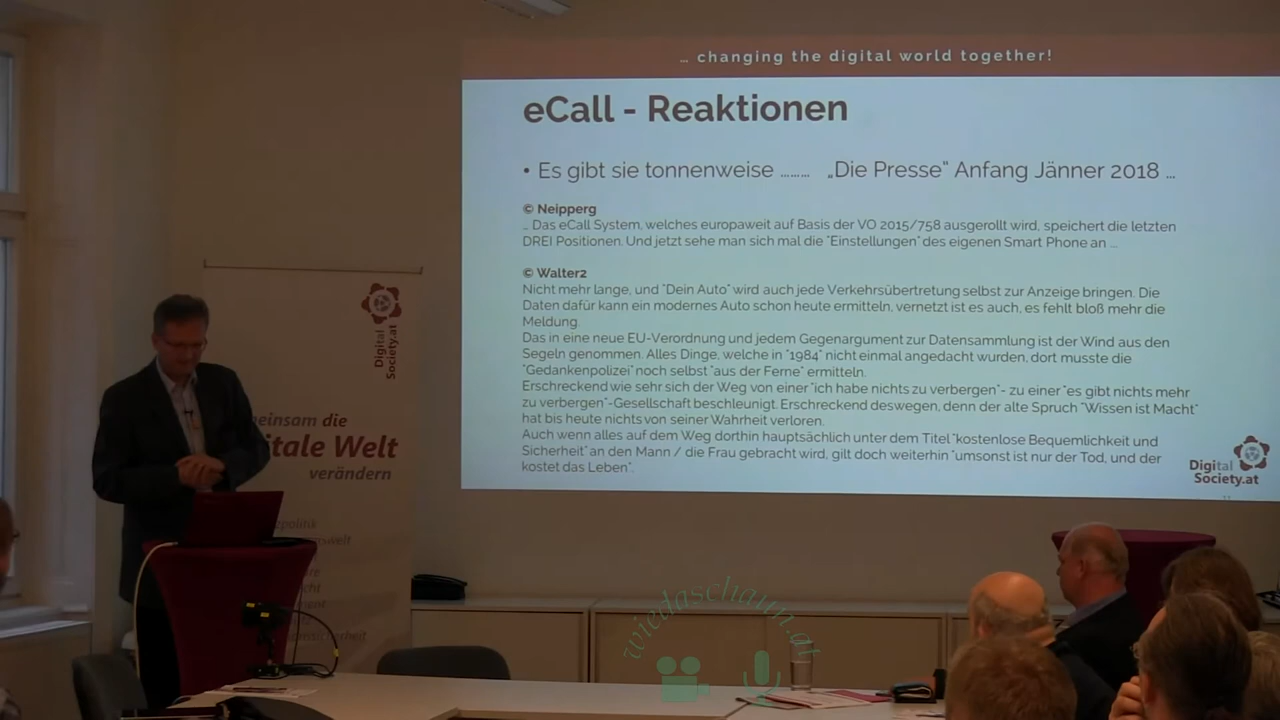 … changing the digital world together!
eCall - Reaktionen
• Es gibt sie tonnenweise ......... „Die Presse" Anfang Jänner 2018 ...
© Neipperg
... Das eCall System, welches europaweit auf Basis der VO 2015/758 ausgerollt wird, speichert die letzten
DREI Positionen. Und jetzt sehe man sich mal die "Einstellungen" des eigenen Smart Phone an ...
© Walter2
Nicht mehr lange, und "Dein Auto" wird auch jede Verkehrsübertretung selbst zur Anzeige bringen. Die
Daten dafür kann ein modernes Auto schon heute ermitteln, vernetzt ist es auch, es fehlt bloß mehr die
Meldung.
Das in eine neue EU-Verordnung und jedem Gegenargument zur Datensammlung ist der Wind aus den
Segeln genommen. Alles Dinge, welche in "1984" nicht einmal angedacht wurden, dort musste die
"Gedankenpolizei" noch selbst "aus der Ferne" ermitteln.
Erschreckend wie sehr sich der Weg von einer "ich habe nichts zu verbergen"- zu einer "es gibt nichts mehr
zu verbergen"-Gesellschaft beschleunigt. Erschreckend deswegen, denn der alte Spruch "Wissen ist Macht"
hat bis heute nichts von seiner Wahrheit verloren.
Auch wenn alles auf dem Weg dorthin hauptsächlich unter dem Titel "kostenlose Bequemlichkeit und
Sicherheit" an den Mann / die Frau gebracht wird, gilt doch weiterhin "umsonst ist nur der Tod, und der
kostet das Leben".
Digital
Society.at
Digital
Society.at
einsam die
itale Welt
verändern
politik
wiedaschaun.at